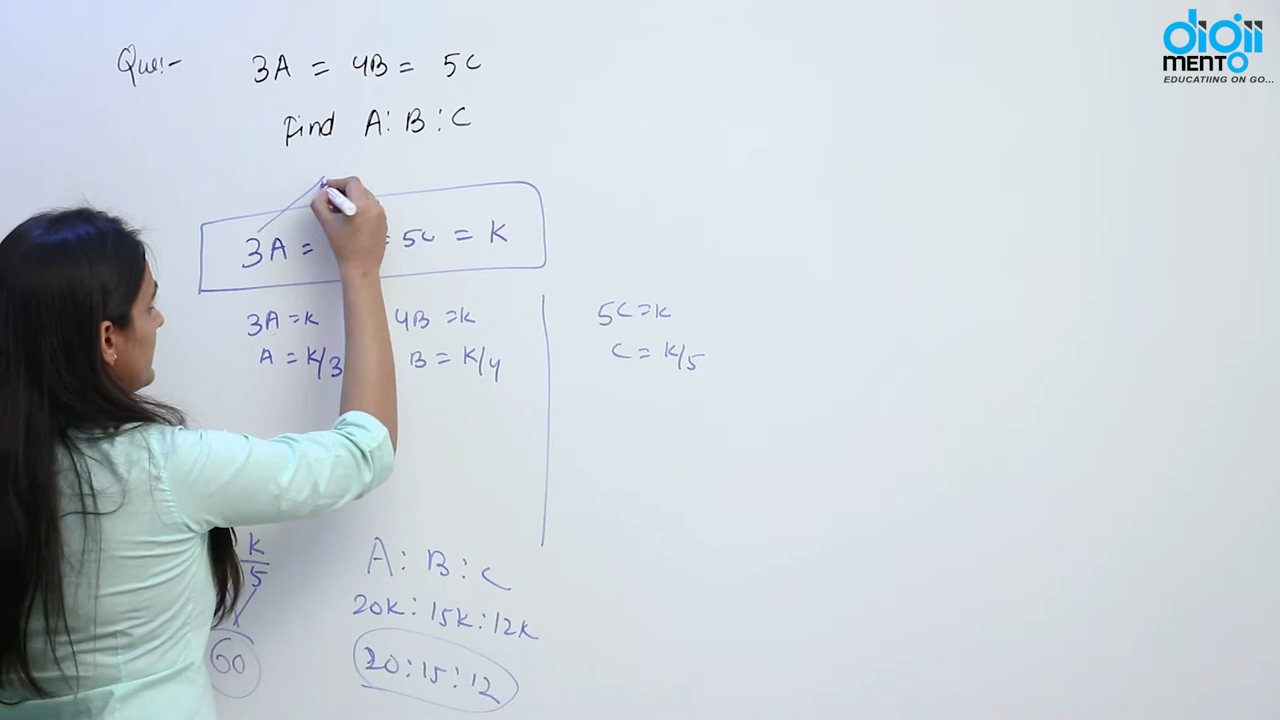 Que:-
3A = 4B = 5C
Find A:B:C
3A = = 5C = K
3A = K
A = K/3
4B = K
B = K/4
5C = K
C = K/5
K/5
60
A : B : C
20K : 15K : 12K
20 : 15 : 12
digii
MENTO
EDUCATIING ON GO...